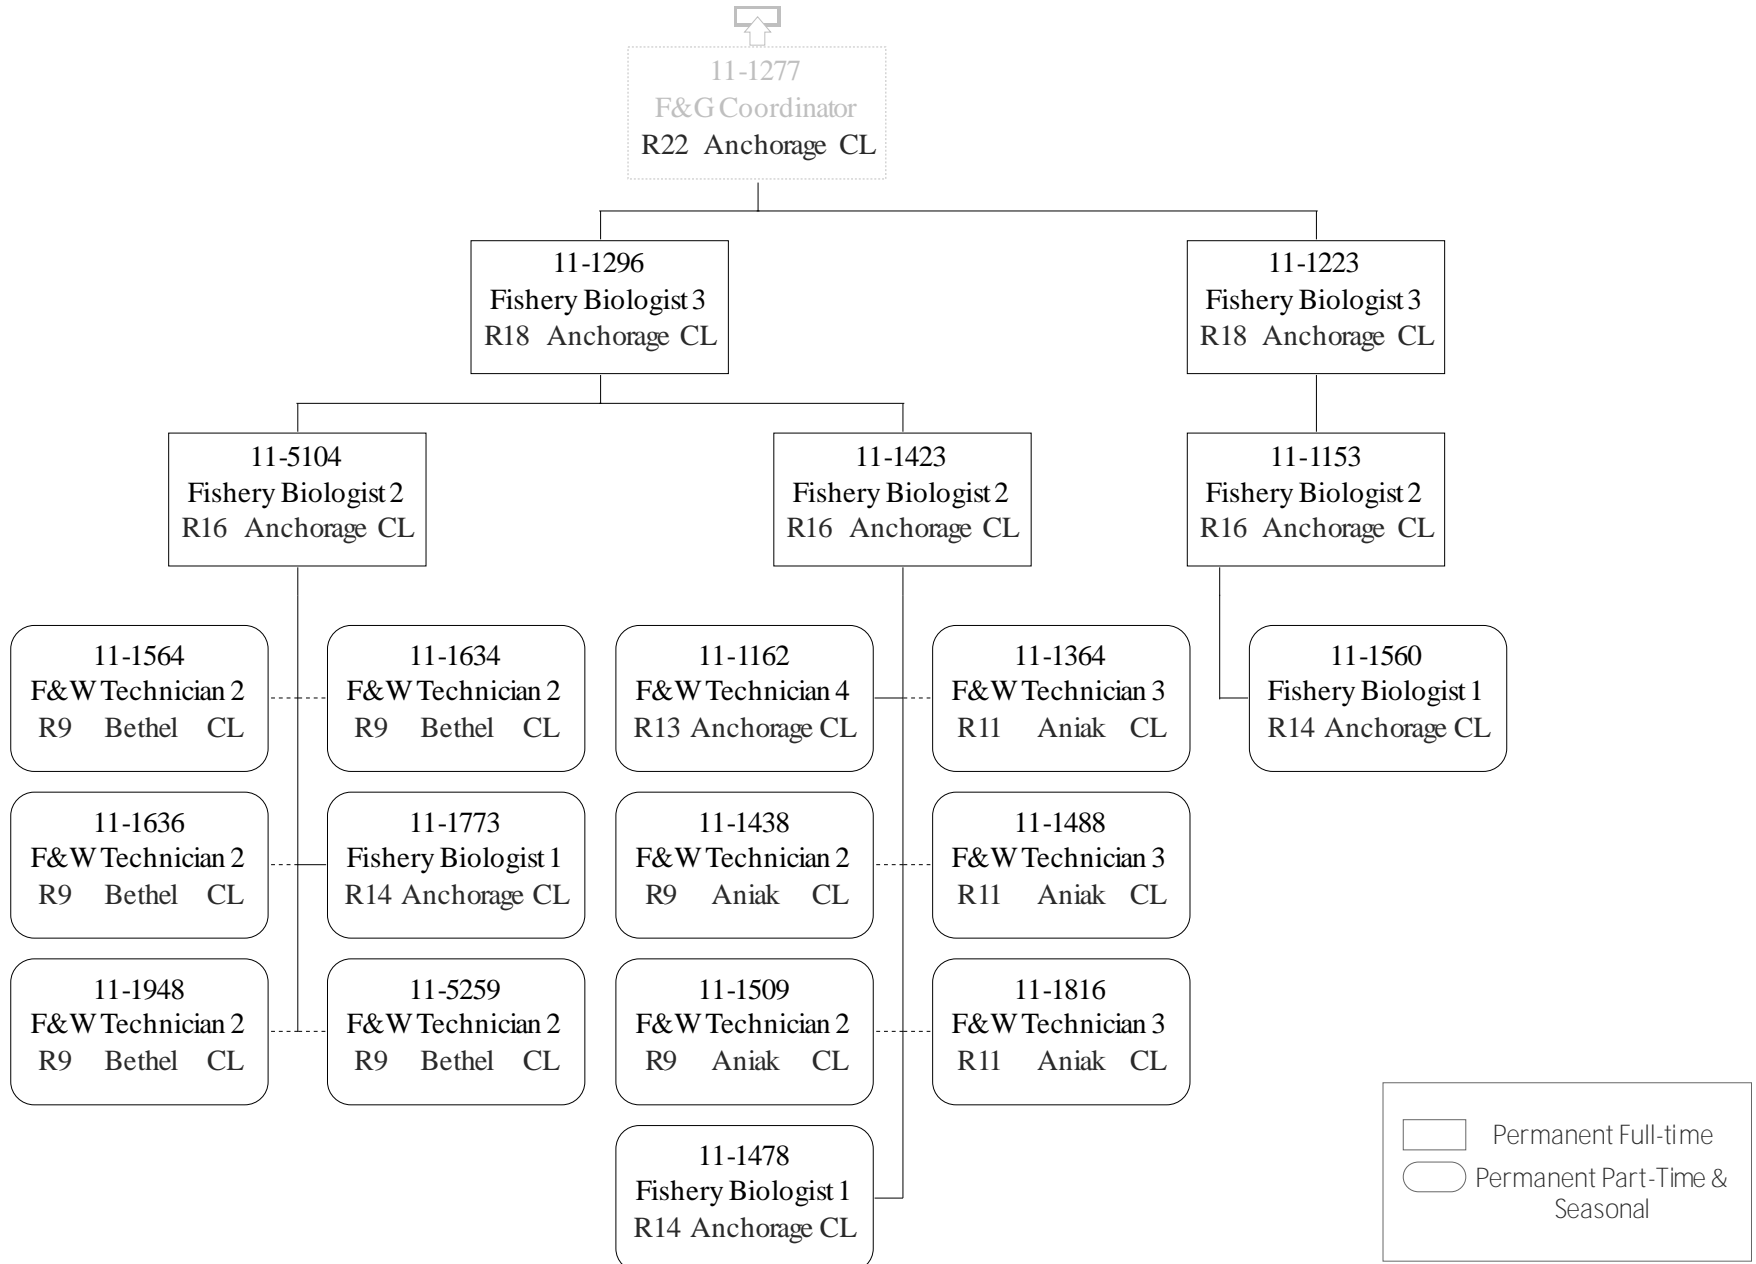 11-1277
F&G Coordinator
R22 Anchorage CL
11-1296
Fishery Biologist 3
R18 Anchorage CL
11-1223
Fishery Biologist 3
R18 Anchorage CL
11-5104
Fishery Biologist 2
R16 Anchorage CL
11-1423
Fishery Biologist 2
R16 Anchorage CL
11-1153
Fishery Biologist 2
R16 Anchorage CL
11-1564
F&W Technician 2
R9 Bethel CL
11-1634
F&W Technician 2
R9 Bethel CL
11-1162
F&W Technician 4
R13 Anchorage CL
11-1364
F&W Technician 3
R11 Aniak CL
11-1560
Fishery Biologist 1
R14 Anchorage CL
11-1636
F&W Technician 2
R9 Bethel CL
11-1773
Fishery Biologist 1
R14 Anchorage CL
11-1438
F&W Technician 2
R9 Aniak CL
11-1488
F&W Technician 3
R11 Aniak CL
11-1948
F&W Technician 2
R9 Bethel CL
11-5259
F&W Technician 2
R9 Bethel CL
11-1509
F&W Technician 2
R9 Aniak CL
11-1816
F&W Technician 3
R11 Aniak CL
11-1478
Fishery Biologist 1
R14 Anchorage CL
Permanent Full-time
Permanent Part-Time &
Seasonal